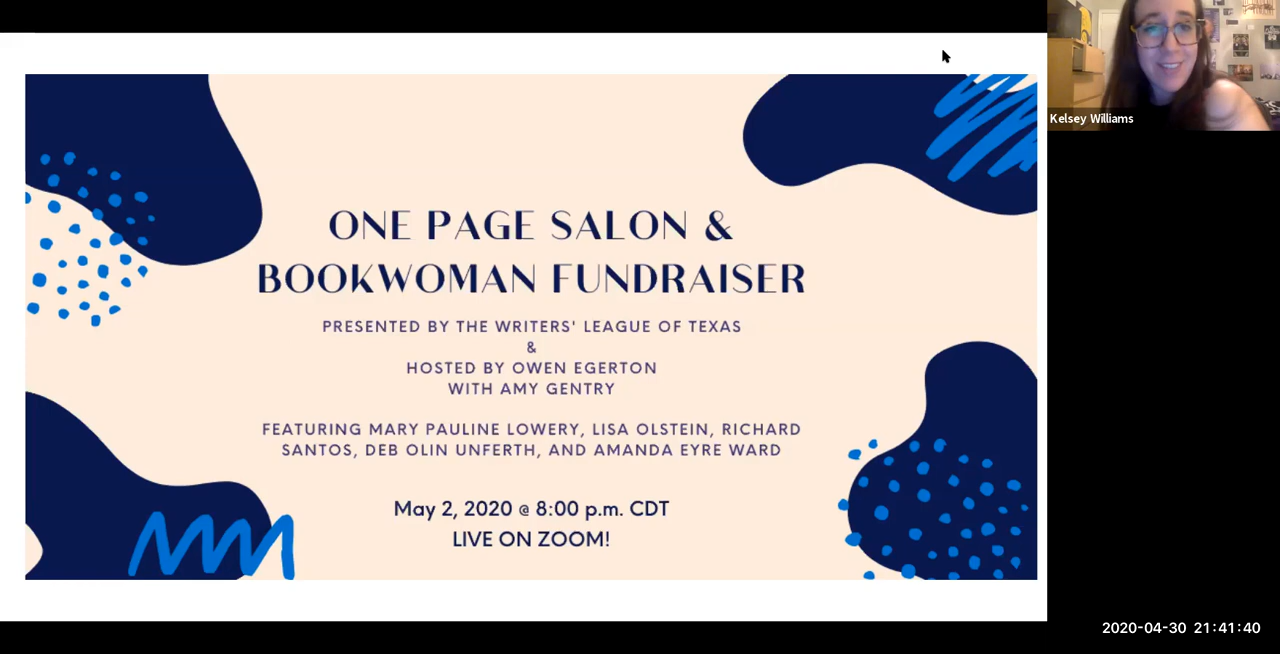 Kelsey Williams
ONE PAGE SALON &
BOOKWOMAN FUNDRAISER
PRESENTED BY THE WRITERS' LEAGUE OF TEXAS
&
HOSTED BY OWEN EGERTON
WITH AMY GENTRY
FEATURING MARY PAULINE LOWERY, LISA OLSTEIN, RICHARD
SANTOS, DEB OLIN UNFERTH, AND AMANDA EYRE WARD
May 2, 2020 @ 8:00 p.m. CDT
LIVE ON ZOOM!
2020-04-30 21:41:40